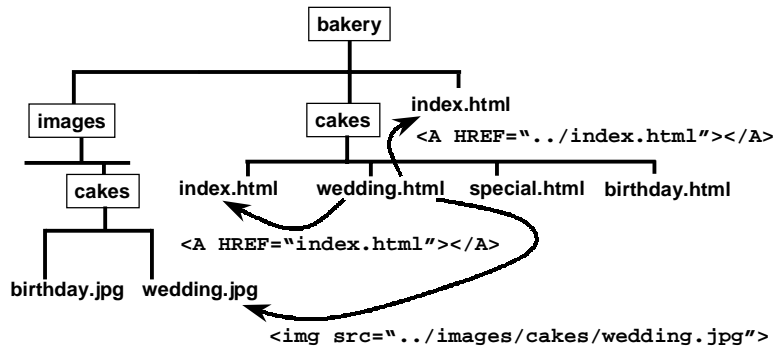 bakery
images
cakes
index.html
<A HREF=“../index.html”></A>
cakes
index.html
wedding.html
special.html
birthday.html
<A HREF=“index.html”></A>
birthday.jpg
wedding.jpg
<img src=“../images/cakes/wedding.jpg”>